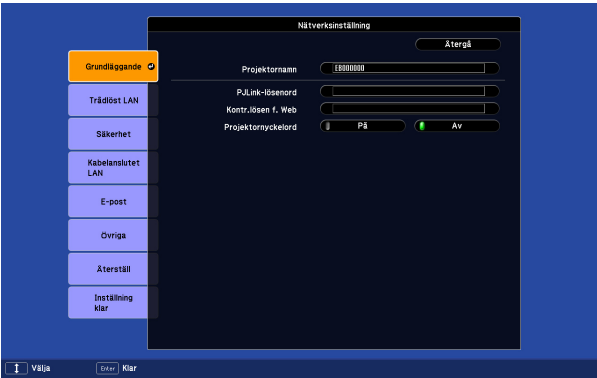 Nätverksinställning
Återgå
Grundläggande
Projektornamn EB000000
Trådlöst LAN
PJLink-lösenord
Kontr.lösen f. Web
Säkerhet
Projektornyckelord På Av
Kabelanslutet
LAN
E-post
Övriga
Återställ
Inställning
klar
Välja Enter Klar